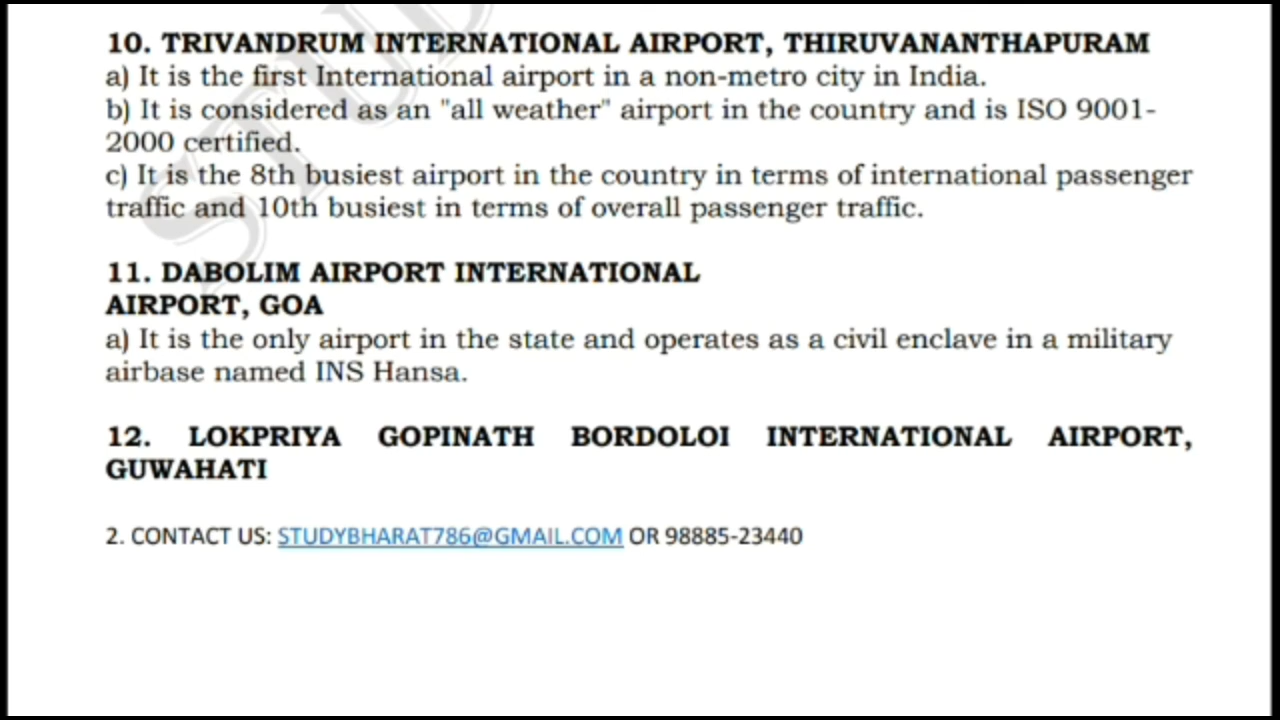 10. TRIVANDRUM INTERNATIONAL AIRPORT, THIRUVANANTHAPURAM
a) It is the first International airport in a non-metro city in India.
b) It is considered as an "all weather" airport in the country and is ISO 9001-
2000 certified.
c) It is the 8th busiest airport in the country in terms of international passenger
traffic and 10th busiest in terms of overall passenger traffic.
11. DABOLIM AIRPORT INTERNATIONAL
AIRPORT, GOA
a) It is the only airport in the state and operates as a civil enclave in a military
airbase named INS Hansa.
12. LOKPRIYA GOPINATH BORDOLOI INTERNATIONAL AIRPORT,
GUWAHATI
2. CONTACT US: STUDYBHARAT786@GMAIL.COM OR 98885-23440
STUD